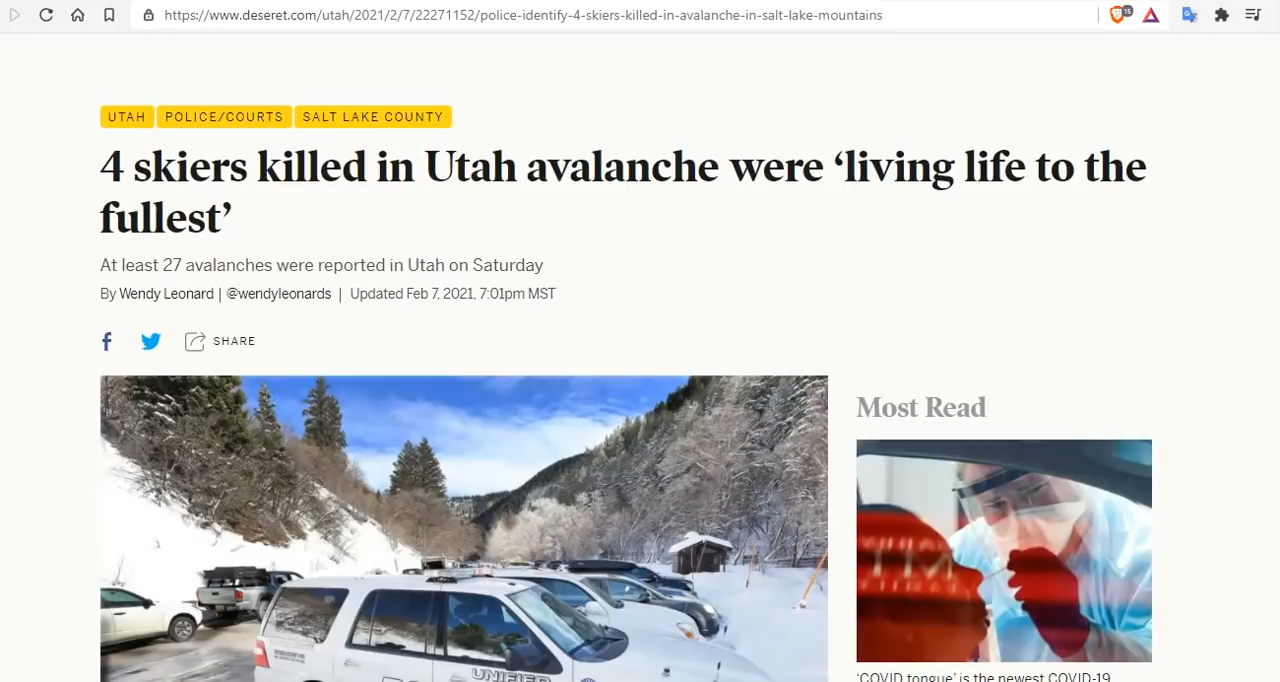 https://www.deseret.com/utah/2021/2/7/22271152/police-identify-4-skiers-killed-in-avalanche-in-salt-lake-mountains
15
UTAH POLICE/COURTS SALT LAKE COUNTY
4 skiers killed in Utah avalanche were ‘living life to the
fullest’
At least 27 avalanches were reported in Utah on Saturday
By Wendy Leonard | @wendyleonards | Updated Feb 7, 2021, 7:01pm MST
SHARE
Most Read
UNIFIED
‘COVID tongue’ is the newest COVID-19